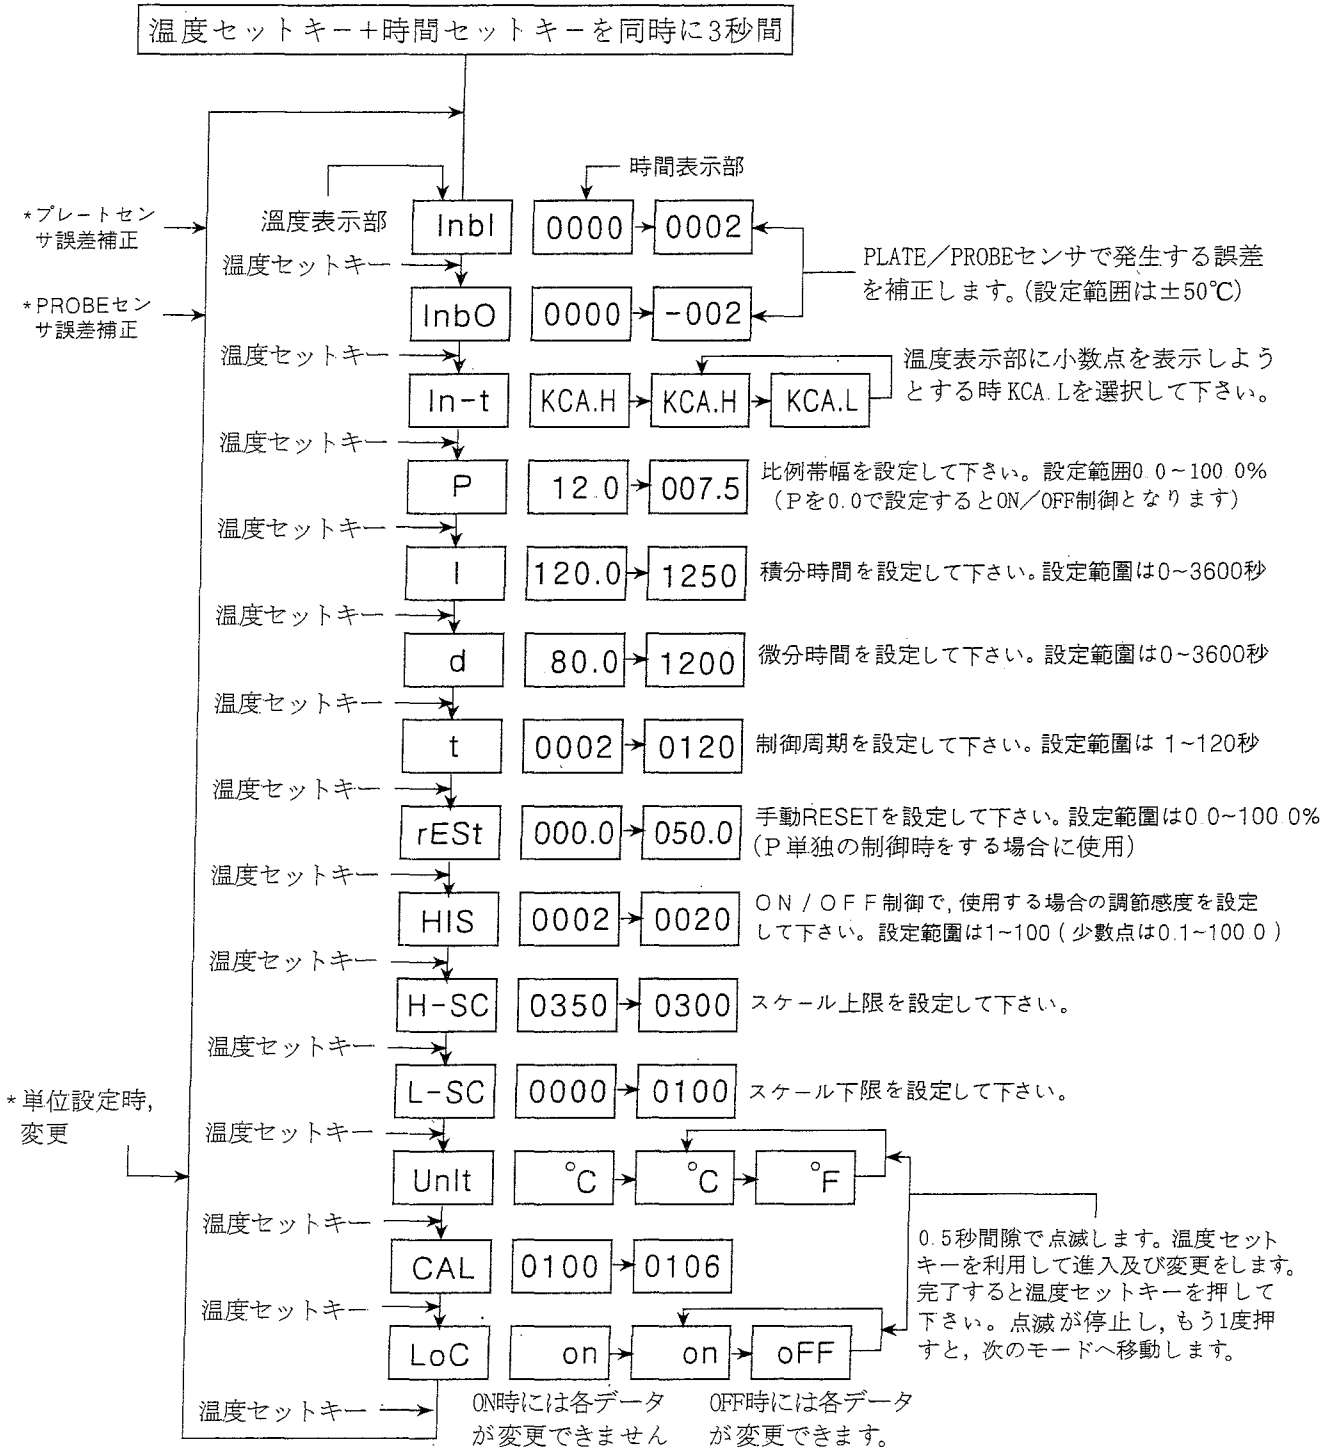 温度セットキー+時間セットキーを同時に3秒間
時間表示部
*プレートセン
サ誤差補正
温度表示部
InbI
0000
0002
温度セットキー
PLATE/PROBEセンサで発生する誤差
を補正します。(設定範囲は±50℃)
*PROBEセン
サ誤差補正
InbO
0000
-002
温度セットキー
In-t
KCA.H
KCA.H
KCA.L
温度表示部に小数点を表示しよう
とする時KCA.Lを選択して下さい。
温度セットキー
P
12.0
007.5
比例帯幅を設定して下さい。設定範囲0.0~100.0%
(Pを0.0で設定するとON/OFF制御となります)
温度セットキー
I
120.0
1250
積分時間を設定して下さい。設定範圍は0~3600秒
温度セットキー
d
80.0
1200
微分時間を設定して下さい。設定範圍は0~3600秒
温度セットキー
t
0002
0120
制御周期を設定して下さい。設定範圍は 1~120秒
温度セットキー
rESt
000.0
050.0
手動RESETを設定して下さい。設定範圍は0.0~100.0%
(P単独の制御時をする場合に使用)
温度セットキー
HIS
0002
0020
ON/OFF制御で,使用する場合の調節感度を設定
して下さい。設定範圍は1~100(少数点は0.1~100.0)
温度セットキー
H-SC
0350
0300
スケール上限を設定して下さい。
温度セットキー
L-SC
0000
0100
スケール下限を設定して下さい。
*単位設定時,
変更
温度セットキー
UnIt
℃
℃
℉
温度セットキー
CAL
0100
0106
0.5秒間隙で点滅します。温度セット
キーを利用して進入及び変更をします。
完了すると温度セットキーを押して
下さい。点滅が停止し,もう1度押
すと,次のモードへ移動します。
温度セットキー
LoC
on
on
oFF
温度セットキー
ON時には各データ
が変更できません
OFF時には各データ
が変更できます。